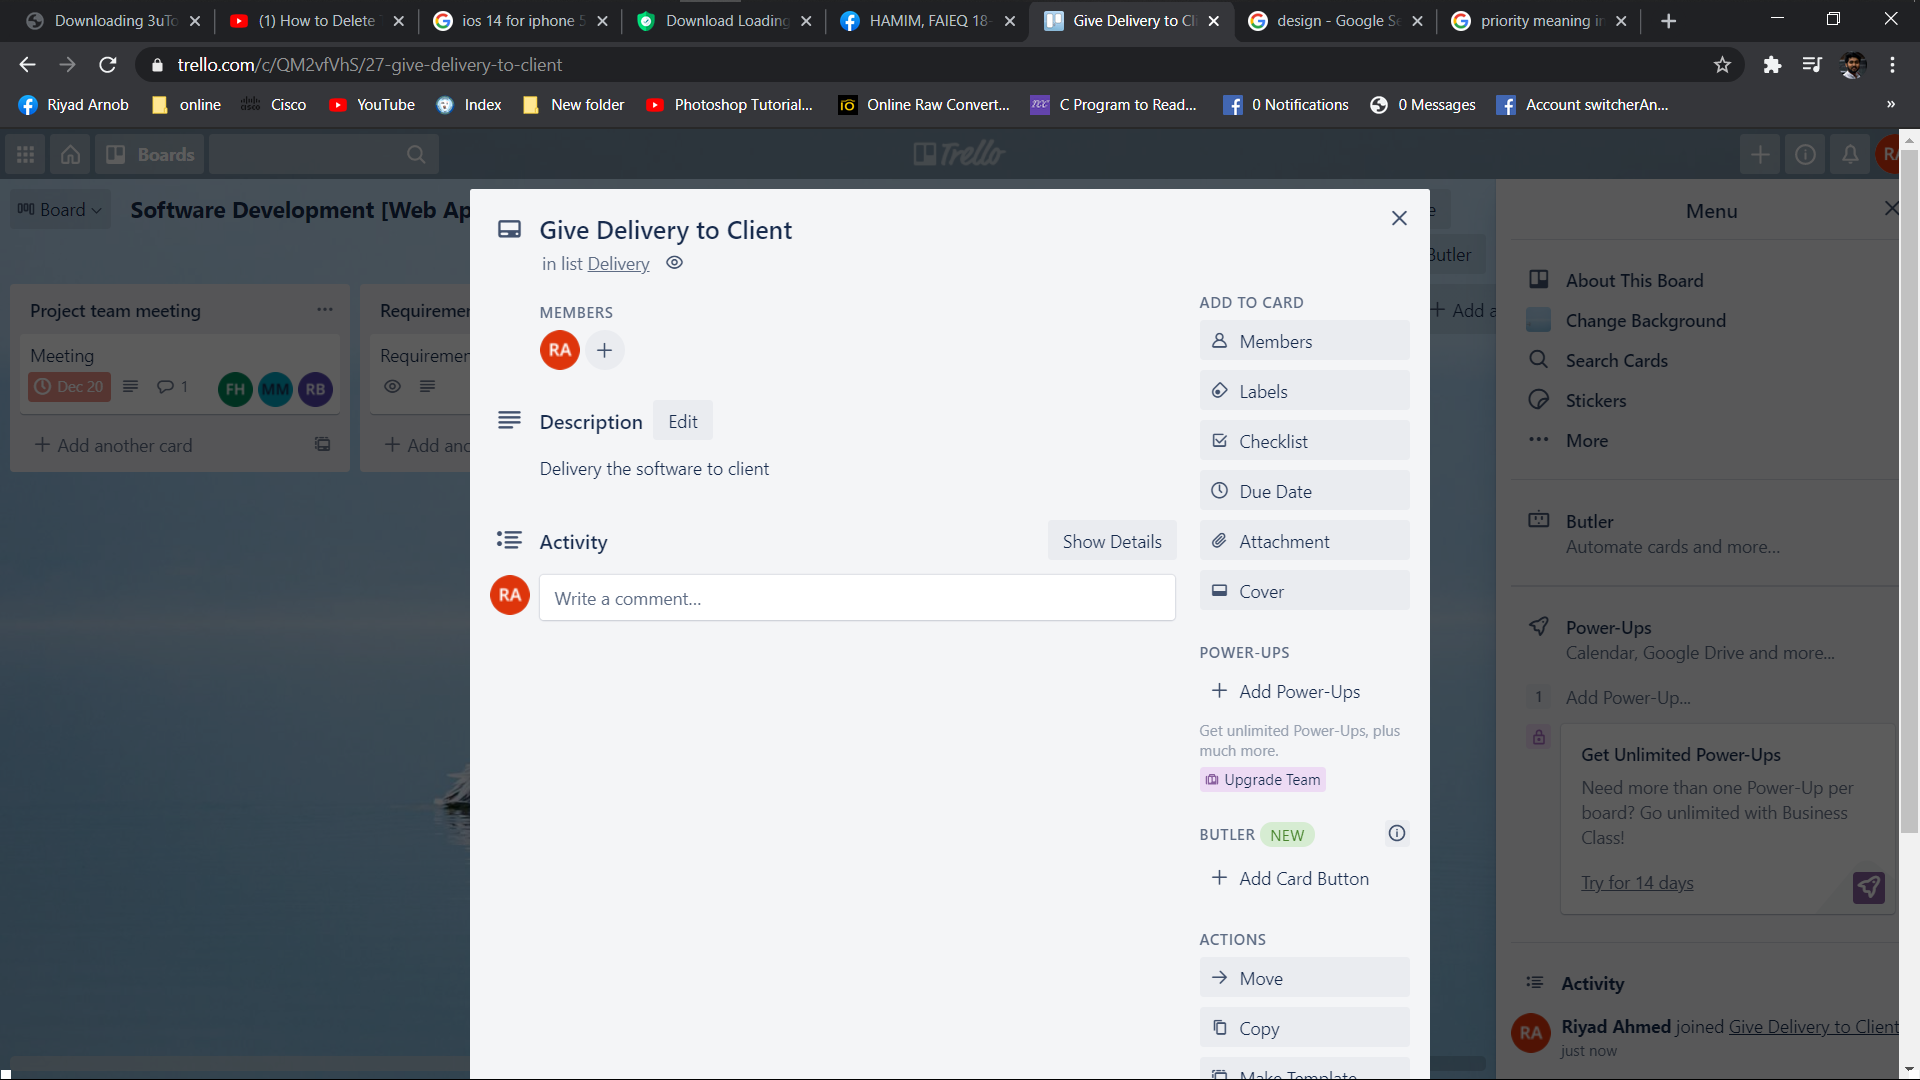 Downloading 3uTo
(1) How to Delete
ios 14 for iphone 5
Download Loading
HAMIM, FAIEQ 18-
Give Delivery to Cli
design - Google Se
priority meaning in
trello.com/c/QM2vfVhS/27-give-delivery-to-client
Riyad Arnob
online
Cisco
YouTube
Index
New folder
Photoshop Tutorial...
Online Raw Convert...
C Program to Read...
0 Notifications
0 Messages
Account switcherAn...
»
Boards
Trello
RA
Board
Software Development [Web Ap
Butler
Menu
Project team meeting
Meeting
Dec 20
1
FH
MM
RB
Add another card
Requiremen
Requiremen
Add ano
Add a
Give Delivery to Client
in list Delivery
MEMBERS
RA
Description
Edit
Delivery the software to client
Activity
Show Details
RA
Write a comment...
ADD TO CARD
Members
Labels
Checklist
Due Date
Attachment
Cover
POWER-UPS
Add Power-Ups
Get unlimited Power-Ups, plus
much more.
Upgrade Team
BUTLER
NEW
Add Card Button
ACTIONS
Move
Copy
Make Template
About This Board
Change Background
Search Cards
Stickers
More
Butler
Automate cards and more...
Power-Ups
Calendar, Google Drive and more...
1
Add Power-Up...
Get Unlimited Power-Ups
Need more than one Power-Up per
board? Go unlimited with Business
Class!
Try for 14 days
Activity
RA
Riyad Ahmed joined Give Delivery to Client
just now